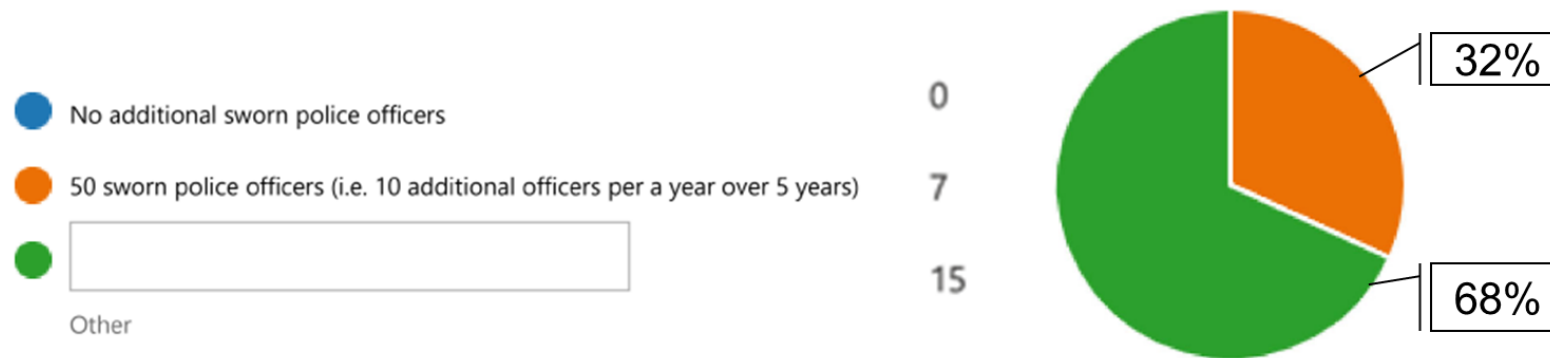 No additional sworn police officers
0
50 sworn police officers (i.e. 10 additional officers per a year over 5 years)
7
15
Other
32%
68%